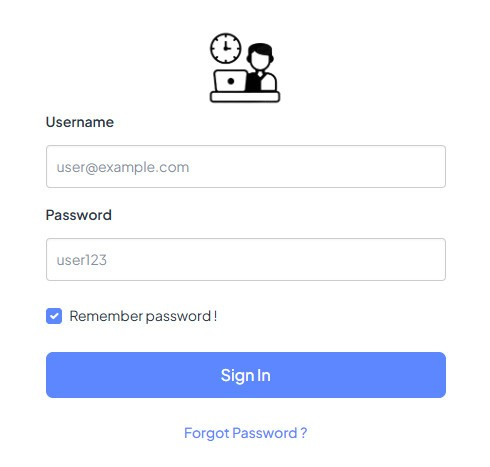 Username
user@example.com
Password
user123
Remember password !
Sign In
Forgot Password ?